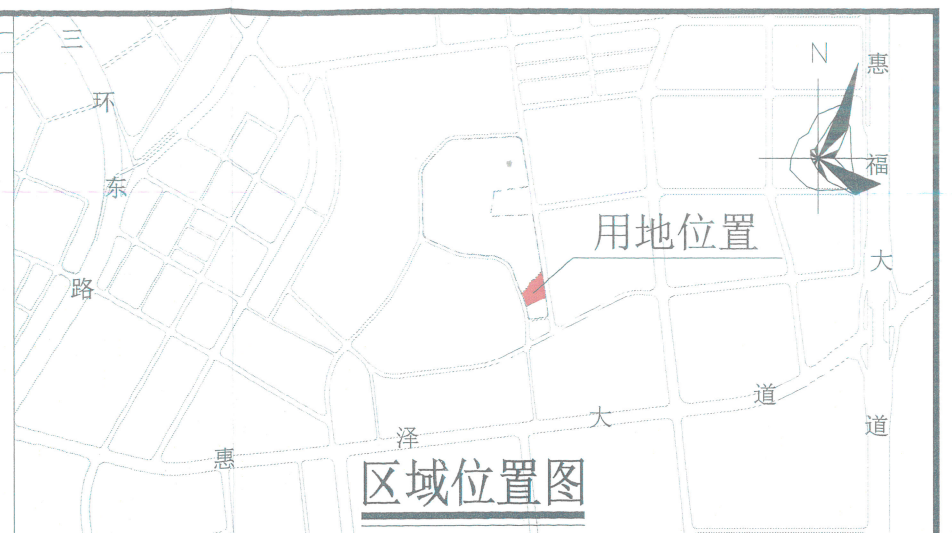 三环东路
N
惠福大道
用地位置
惠泽大道
区域位置图